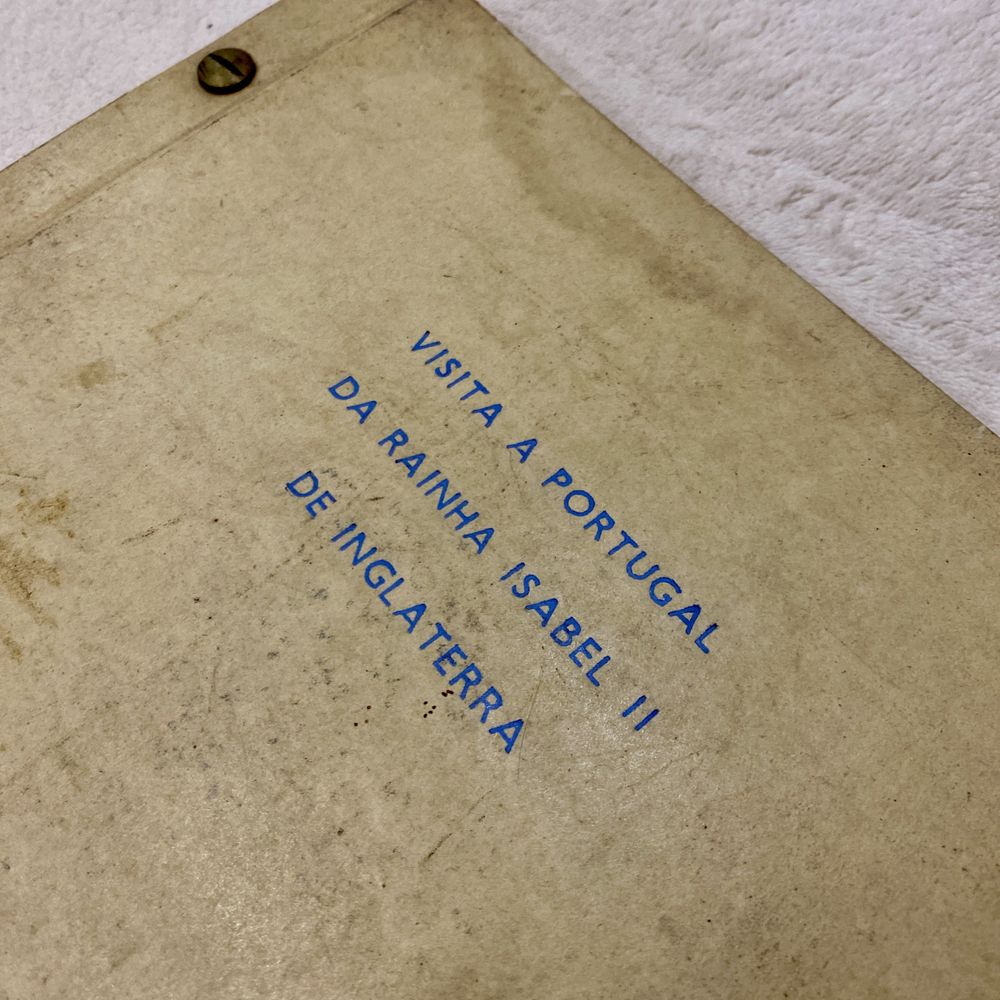 VISITA A PORTUGAL
DA RAINHA ISABEL II
DE INGLATERRA